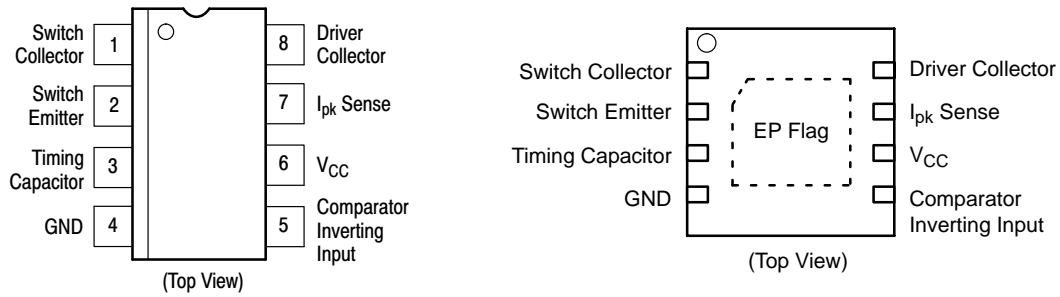 Switch
Collector
1
8
Driver
Collector
Switch
Emitter
2
7
Ipk Sense
Timing
Capacitor
3
6
VCC
GND
4
5
Comparator
Inverting
Input
(Top View)
Switch Collector
Driver Collector
Switch Emitter
Ipk Sense
EP Flag
Timing Capacitor
VCC
GND
Comparator
Inverting Input
(Top View)